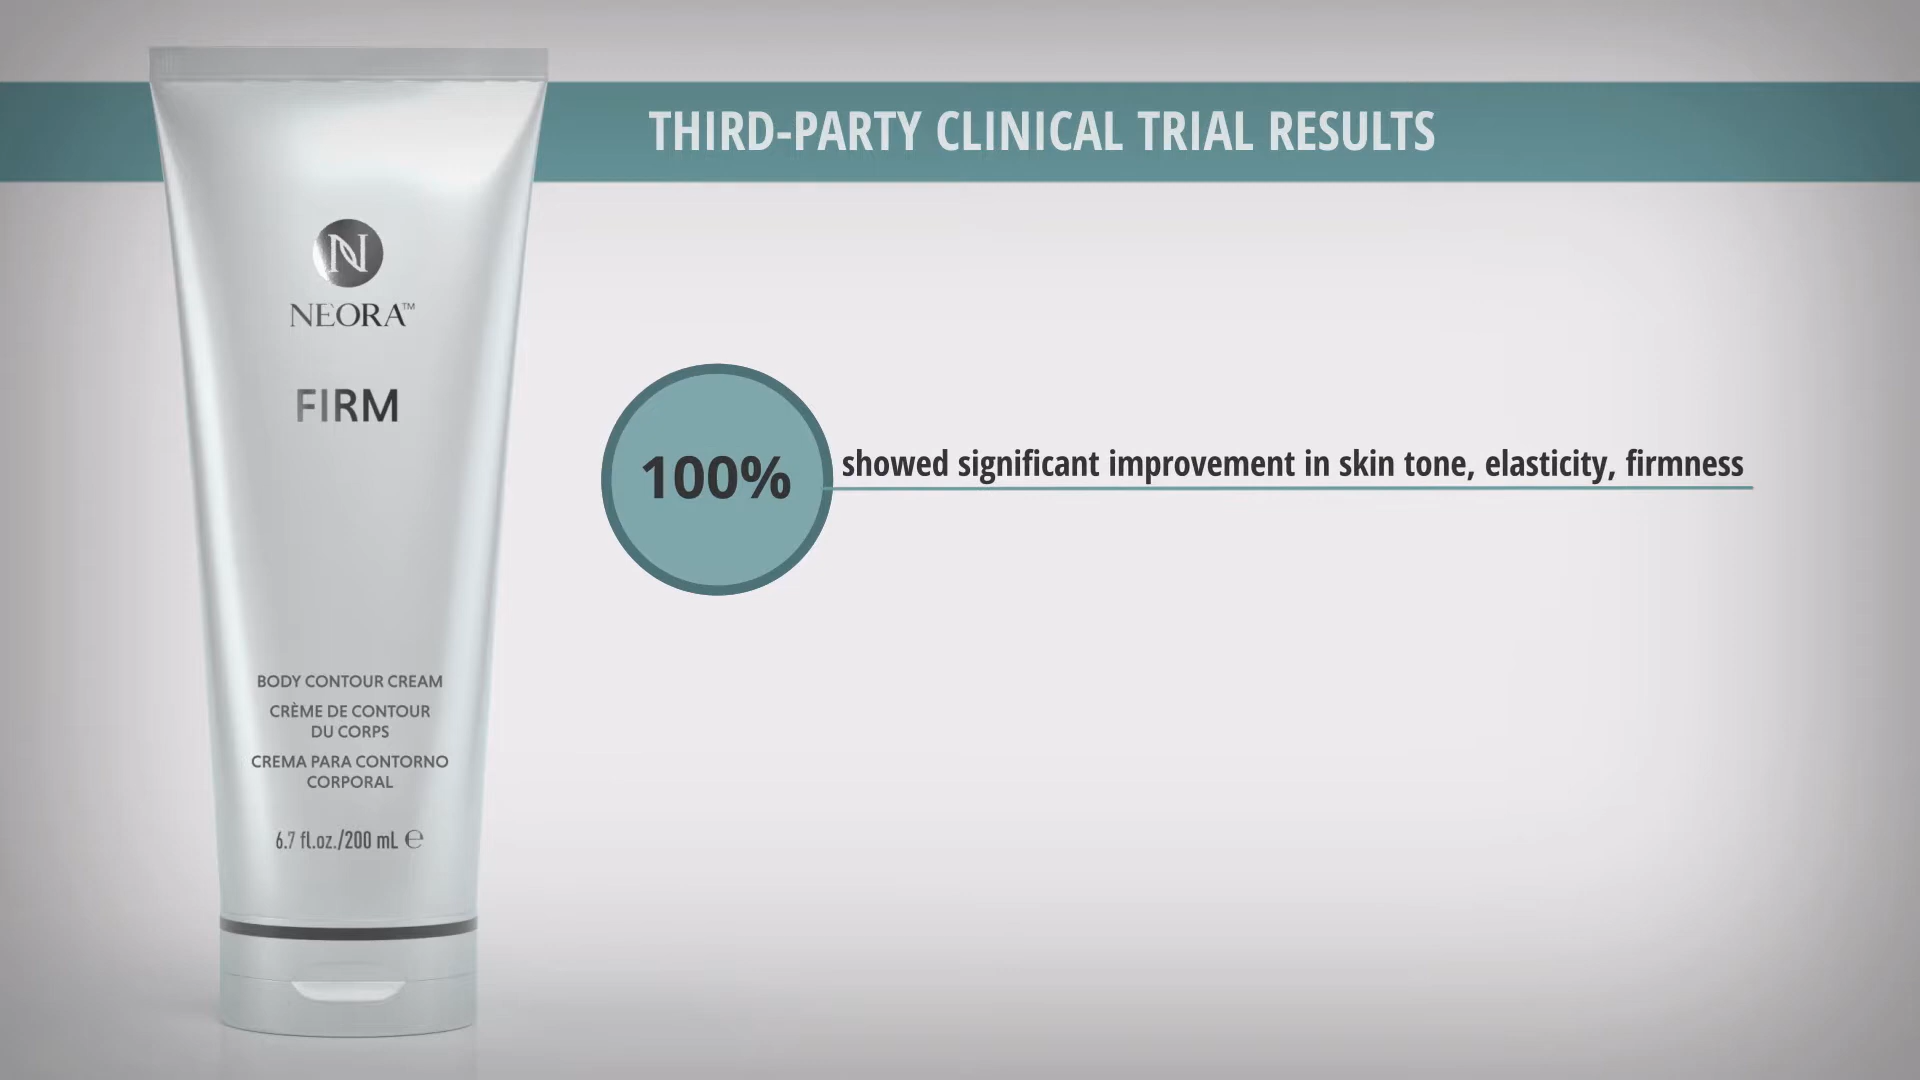 THIRD-PARTY CLINICAL TRIAL RESULTS
N
NEORA™
FIRM
100%
showed significant improvement in skin tone, elasticity, firmness
BODY CONTOUR CREAM
CRÈME DE CONTOUR
DU CORPS
CREMA PARA CONTORNO
CORPORAL
6.7 fl.oz./200 mL ℮